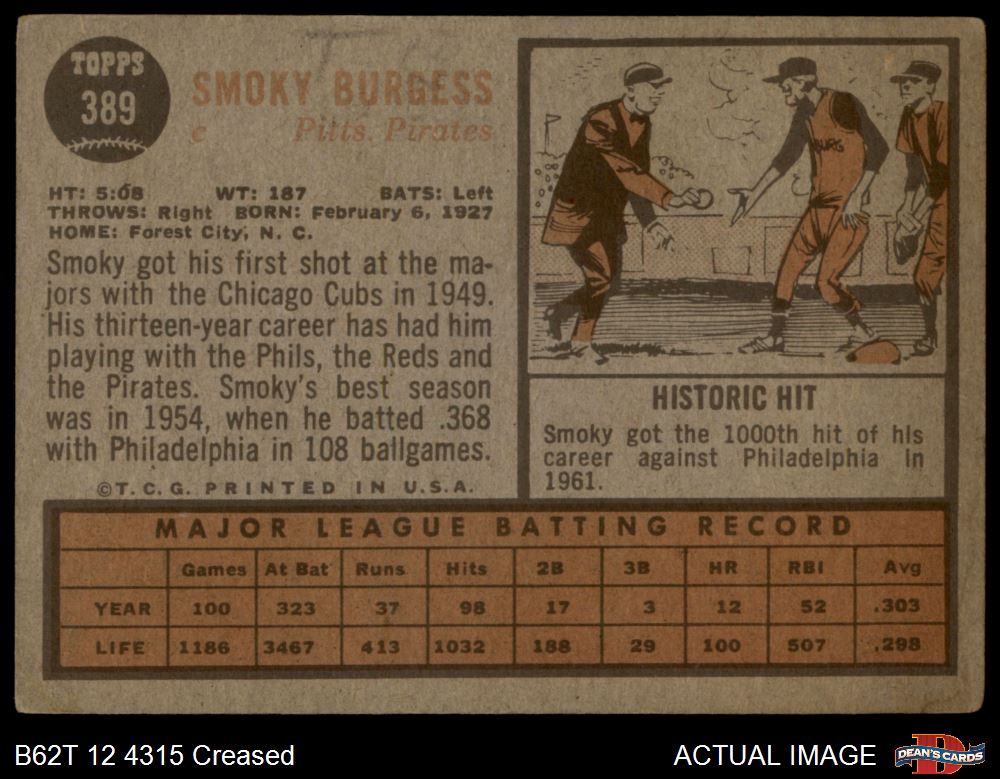 TOPPS
389
SMOKY BURGESS
c Pitts. Pirates
HT: 5:08 WT: 187 BATS: Left
THROWS: Right BORN: February 6, 1927
HOME: Forest City, N. C.
Smoky got his first shot at the ma-
jors with the Chicago Cubs in 1949.
His thirteen-year career has had him
playing with the Phils, the Reds and
the Pirates. Smoky's best season
was in 1954, when he batted .368
with Philadelphia in 108 ballgames.
©T. C. G. PRINTED IN U.S.A.
BURG
HISTORIC HIT
Smoky got the 1000th hit of his
career against Philadelphia in
1961.
MAJOR LEAGUE BATTING RECORD
Games At Bat Runs Hits 2B 3B HR RBI Avg
YEAR 100 323 37 98 17 3 12 52 .303
LIFE 1186 3467 413 1032 188 29 100 507 .298
B62T 12 4315 Creased
ACTUAL IMAGE
D
DEAN'S CARDS